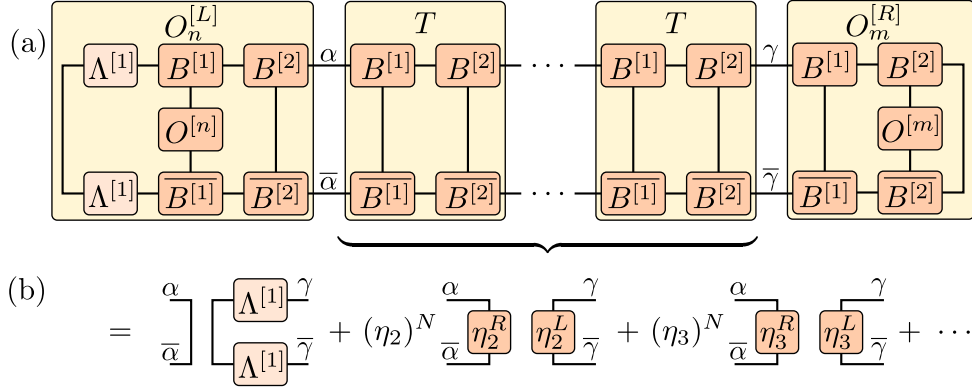 O_n^{[L]} T T O_m^{[R]}
(a) Λ^{[1]} B^{[1]} B^{[2]} α B^{[1]} B^{[2]} ··· B^{[1]} B^{[2]} γ B^{[1]} B^{[2]}
O^{[n]} O^{[m]}
Λ^{[1]} \overline{B^{[1]}} \overline{B^{[2]}} \overline{α} \overline{B^{[1]}} \overline{B^{[2]}} ··· \overline{B^{[1]}} \overline{B^{[2]}} \overline{γ} \overline{B^{[1]}} \overline{B^{[2]}}
(b) α Λ^{[1]} γ α γ α γ
= + (η_2)^N η_2^R η_2^L + (η_3)^N η_3^R η_3^L + ···
\overline{α} Λ^{[1]} \overline{γ} \overline{α} \overline{γ} \overline{α} \overline{γ}